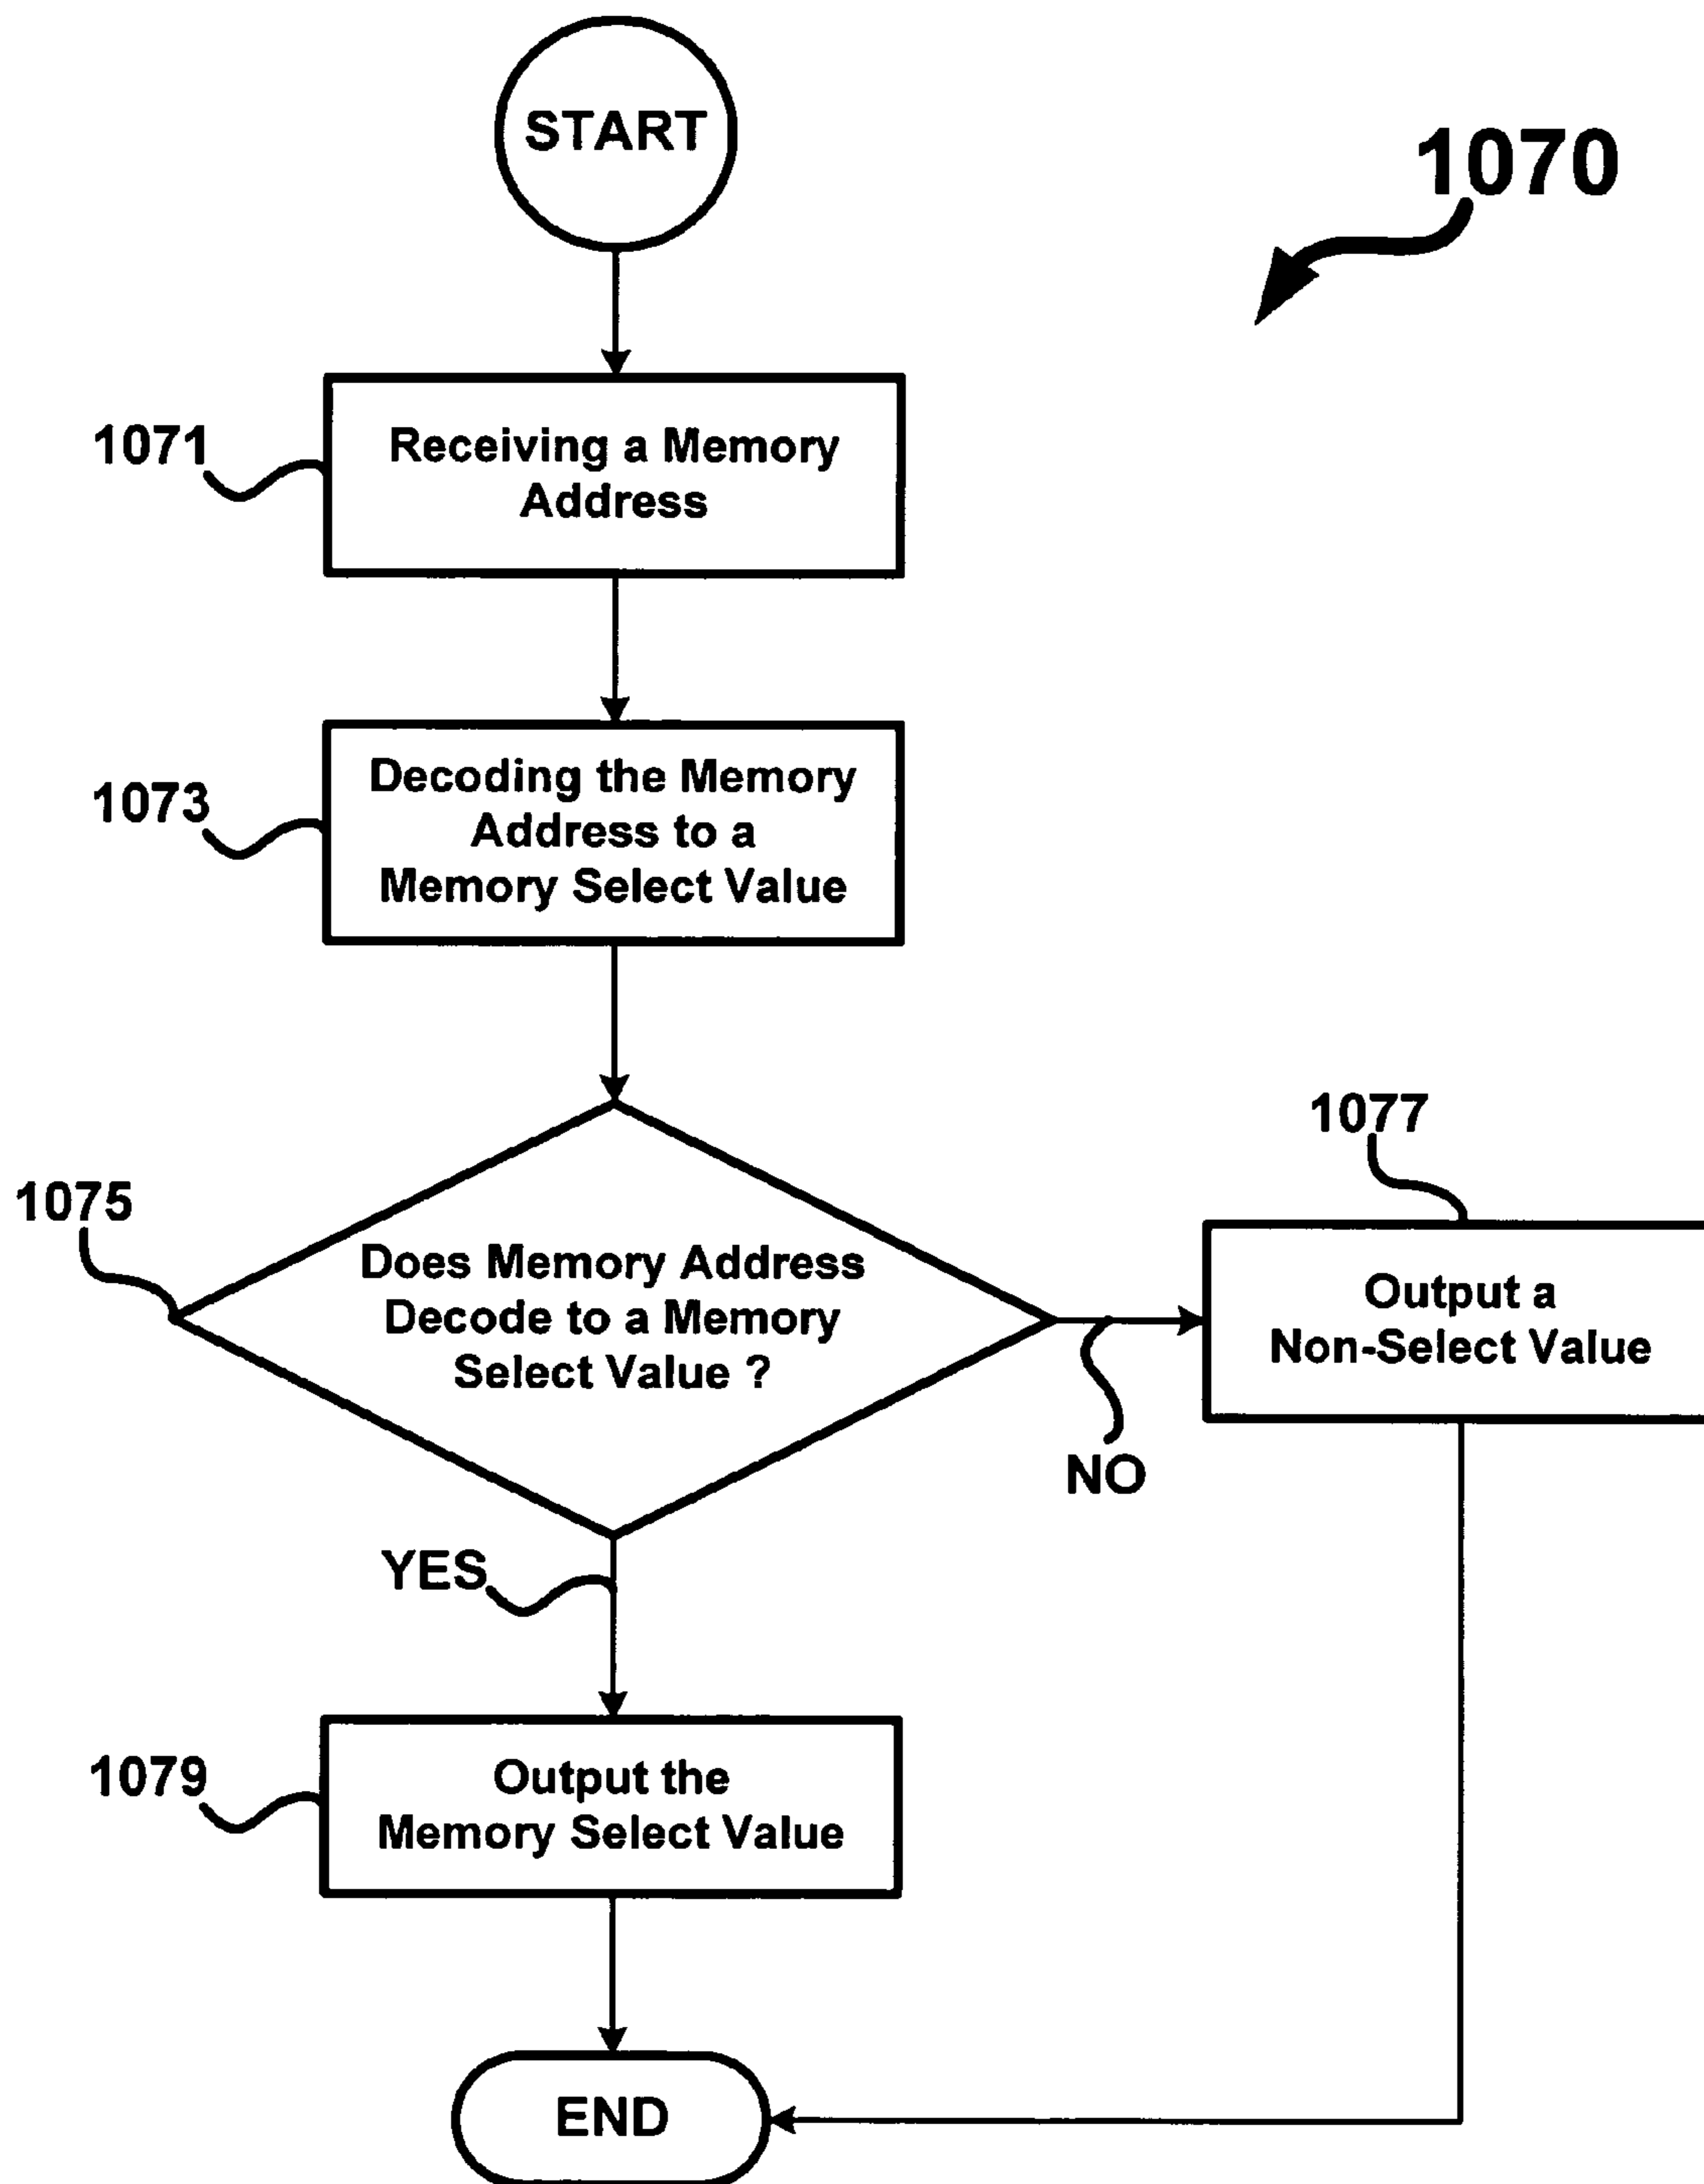 START
1070
1071
Receiving a Memory
Address
1073
Decoding the Memory
Address to a
Memory Select Value
1075
Does Memory Address
Decode to a Memory
Select Value ?
NO
1077
Output a
Non-Select Value
YES
1079
Output the
Memory Select Value
END